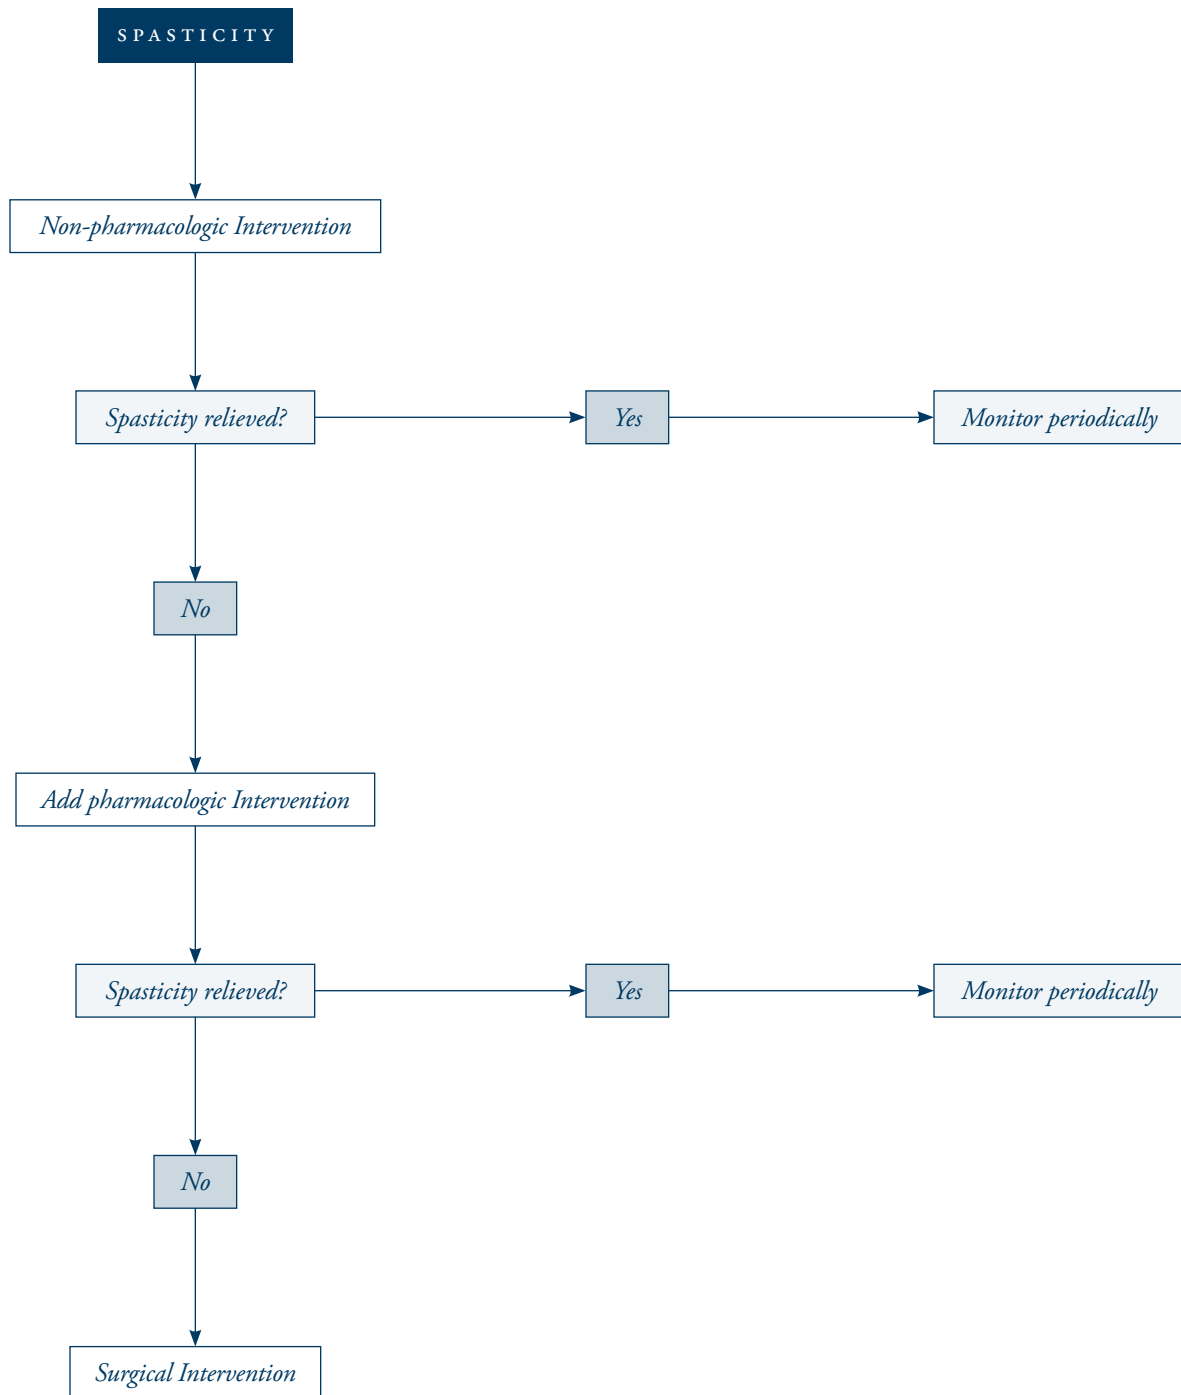 SPASTICITY
Non-pharmacologic Intervention
Spasticity relieved?
Yes
Monitor periodically
No
Add pharmacologic Intervention
Spasticity relieved?
Yes
Monitor periodically
No
Surgical Intervention